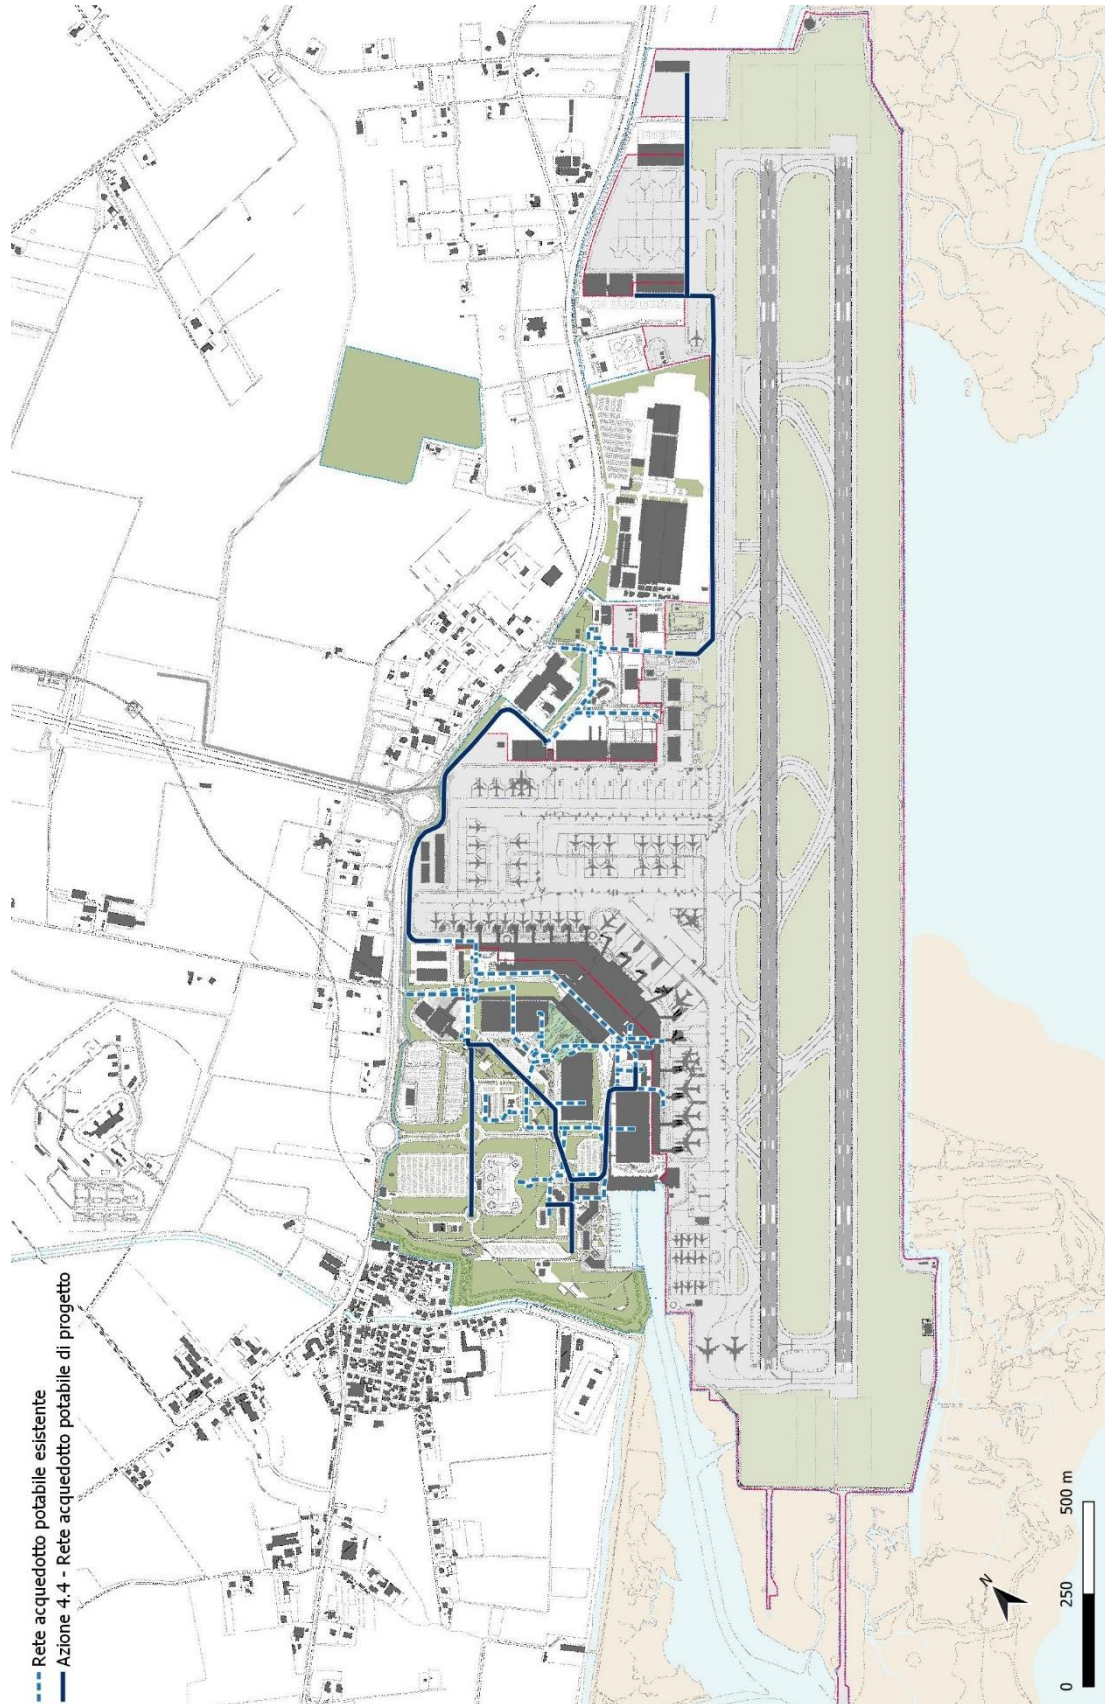 Rete acquedotto potabile esistente
Azione 4.4 - Rete acquedotto potabile di progetto
N
0 250 500 m